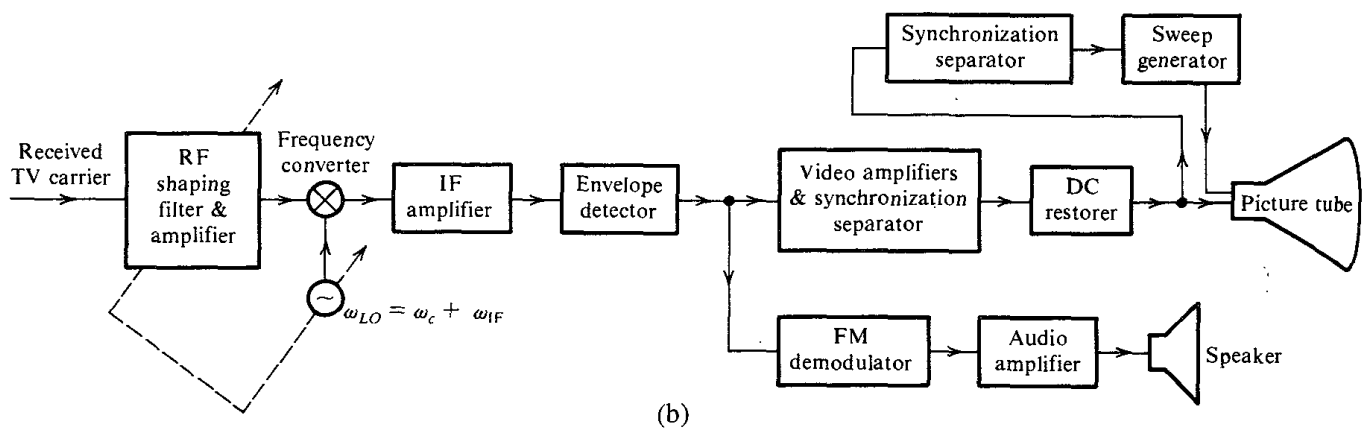 Received
TV carrier
RF
shaping
filter &
amplifier
Frequency
converter
~
ω_LO = ω_c + ω_IF
IF
amplifier
Envelope
detector
Video amplifiers
& synchronization
separator
DC
restorer
Synchronization
separator
Sweep
generator
Picture tube
FM
demodulator
Audio
amplifier
Speaker
(b)